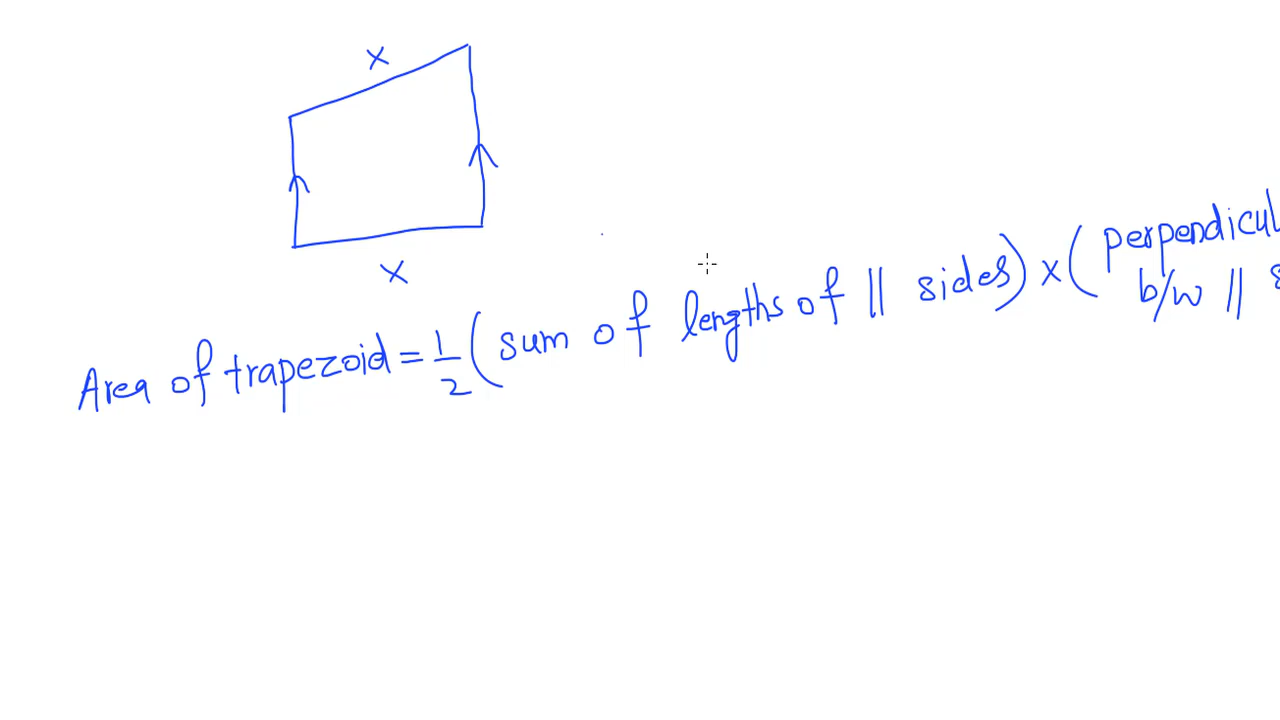 x
x
Area of trapezoid = 1/2 (sum of lengths of || sides) x (perpendicul
b/w ||